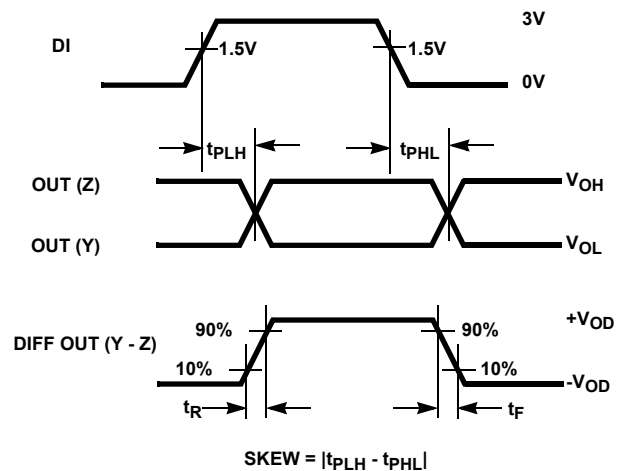 3V
DI
1.5V
1.5V
0V
tPLH
tPHL
OUT (Z)
VOH
OUT (Y)
VOL
+VOD
90%
90%
DIFF OUT (Y - Z)
10%
10%
-VOD
tR
tF
SKEW = |tPLH - tPHL|